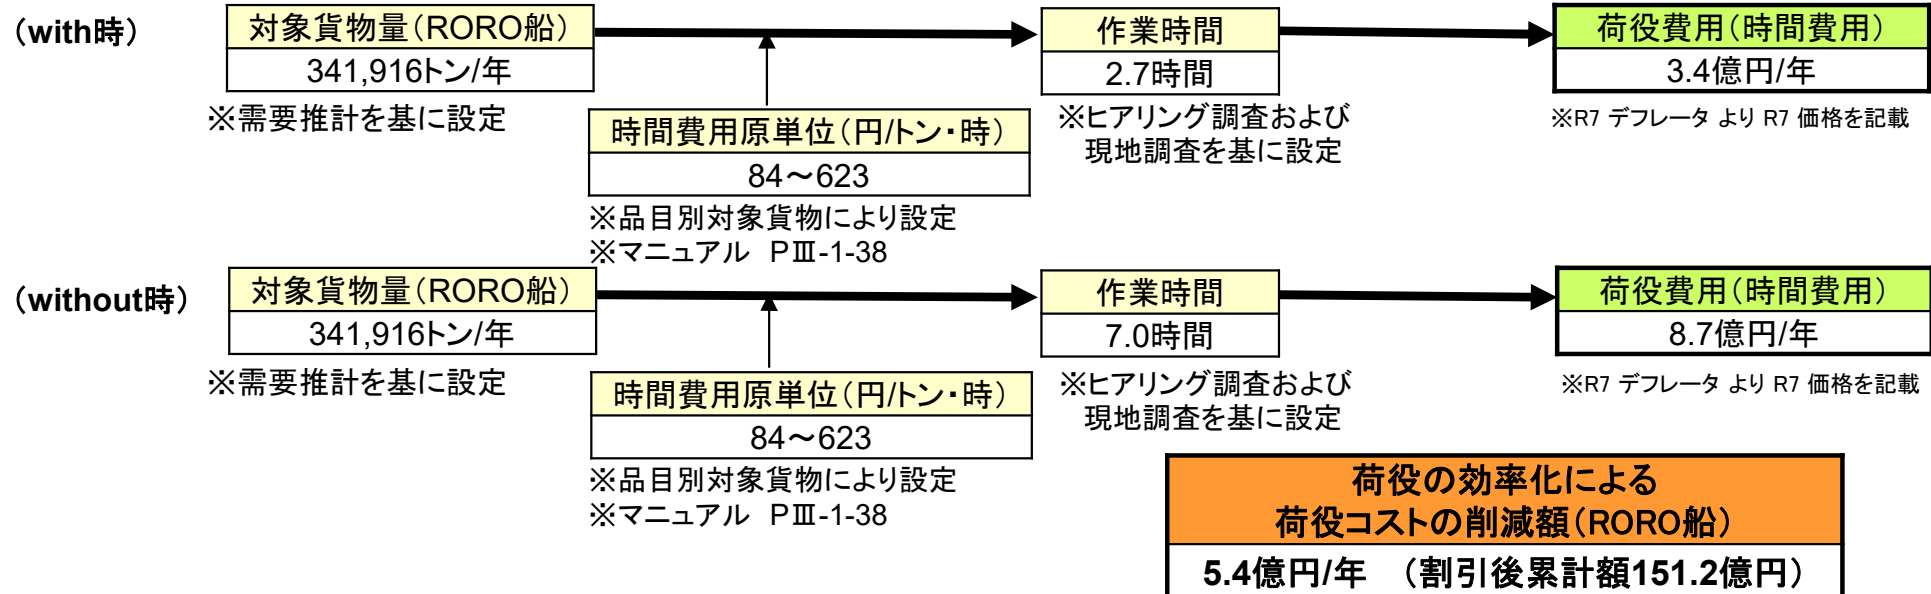 （with時）
対象貨物量（RORO船）
341,916トン/年
※需要推計を基に設定
時間費用原単位（円/トン・時）
84～623
※品目別対象貨物により設定
※マニュアル　PⅢ-1-38
作業時間
2.7時間
※ヒアリング調査および
現地調査を基に設定
荷役費用（時間費用）
3.4億円/年
※R7 デフレータ より R7 価格を記載
（without時）
対象貨物量（RORO船）
341,916トン/年
※需要推計を基に設定
時間費用原単位（円/トン・時）
84～623
※品目別対象貨物により設定
※マニュアル　PⅢ-1-38
作業時間
7.0時間
※ヒアリング調査および
現地調査を基に設定
荷役費用（時間費用）
8.7億円/年
※R7 デフレータ より R7 価格を記載
荷役の効率化による
荷役コストの削減額（RORO船）
5.4億円/年　（割引後累計額151.2億円）